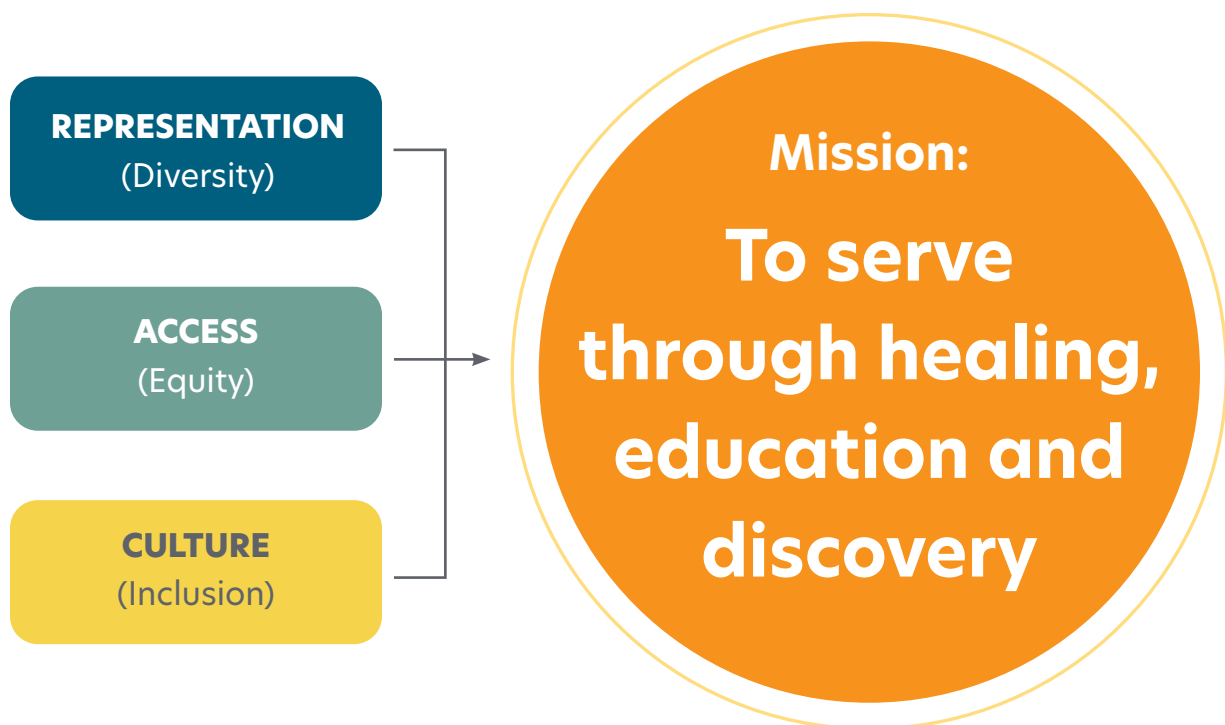 REPRESENTATION
(Diversity)
ACCESS
(Equity)
CULTURE
(Inclusion)
Mission:
To serve
through healing,
education and
discovery